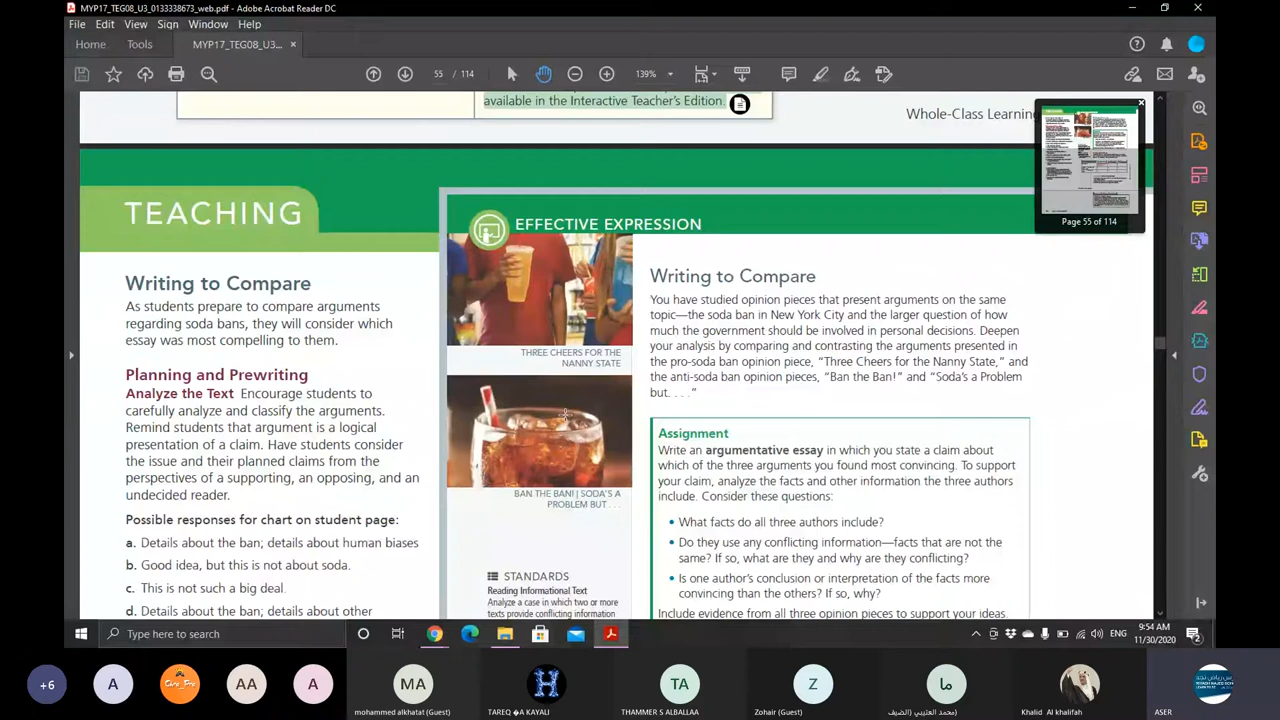 MYP17_TEG08_U3_0133338673_web.pdf - Adobe Acrobat Reader DC
File Edit View Sign Window Help
Home Tools MYP17_TEG08_U3... ×
55 / 114 139%
available in the Interactive Teacher's Edition.
Whole-Class Learnin
Page 55 of 114
TEACHING
Writing to Compare
As students prepare to compare arguments
regarding soda bans, they will consider which
essay was most compelling to them.
Planning and Prewriting
Analyze the Text Encourage students to
carefully analyze and classify the arguments.
Remind students that argument is a logical
presentation of a claim. Have students consider
the issue and their planned claims from the
perspectives of a supporting, an opposing, and an
undecided reader.
Possible responses for chart on student page:
a. Details about the ban; details about human biases
b. Good idea, but this is not about soda.
c. This is not such a big deal.
d. Details about the ban; details about other
EFFECTIVE EXPRESSION
THREE CHEERS FOR THE
NANNY STATE
BAN THE BAN! | SODA'S A
PROBLEM BUT . . .
STANDARDS
Reading Informational Text
Analyze a case in which two or more
texts provide conflicting information
Writing to Compare
You have studied opinion pieces that present arguments on the same
topic—the soda ban in New York City and the larger question of how
much the government should be involved in personal decisions. Deepen
your analysis by comparing and contrasting the arguments presented in
the pro-soda ban opinion piece, "Three Cheers for the Nanny State," and
the anti-soda ban opinion pieces, "Ban the Ban!" and "Soda's a Problem
but. . . ."
Assignment
Write an argumentative essay in which you state a claim about
which of the three arguments you found most convincing. To support
your claim, analyze the facts and other information the three authors
include. Consider these questions:
• What facts do all three authors include?
• Do they use any conflicting information—facts that are not the
same? If so, what are they and why are they conflicting?
• Is one author's conclusion or interpretation of the facts more
convincing than the others? If so, why?
Include evidence from all three opinion pieces to support your ideas
Type here to search
ENG
9:54 AM
11/30/2020
2
+6 A AA A MA H TA Z ما
mohammed alkhatat (Guest) TAREQ �A KAYALI THAMMER S ALBALLAA Zohair (Guest) محمد العتيبي (الضيف) Khalid Al khalifah ASER